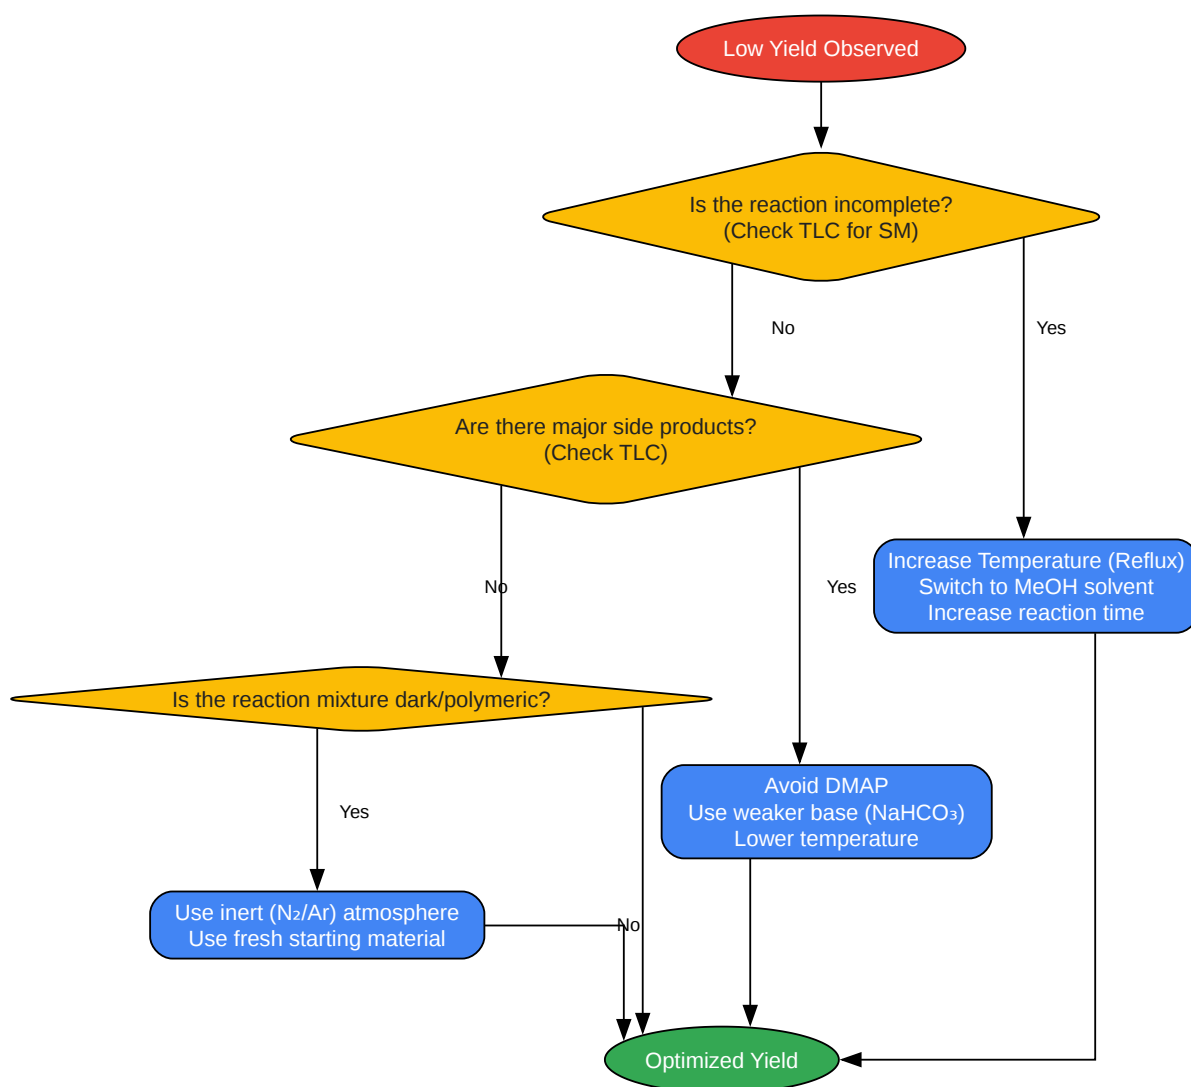 Low Yield Observed
Is the reaction incomplete?
(Check TLC for SM)
No
Yes
Are there major side products?
(Check TLC)
No
Yes
Increase Temperature (Reflux)
Switch to MeOH solvent
Increase reaction time
Is the reaction mixture dark/polymeric?
Yes
Avoid DMAP
Use weaker base (NaHCO₃)
Lower temperature
Use inert (N₂/Ar) atmosphere
Use fresh starting material
No
Optimized Yield